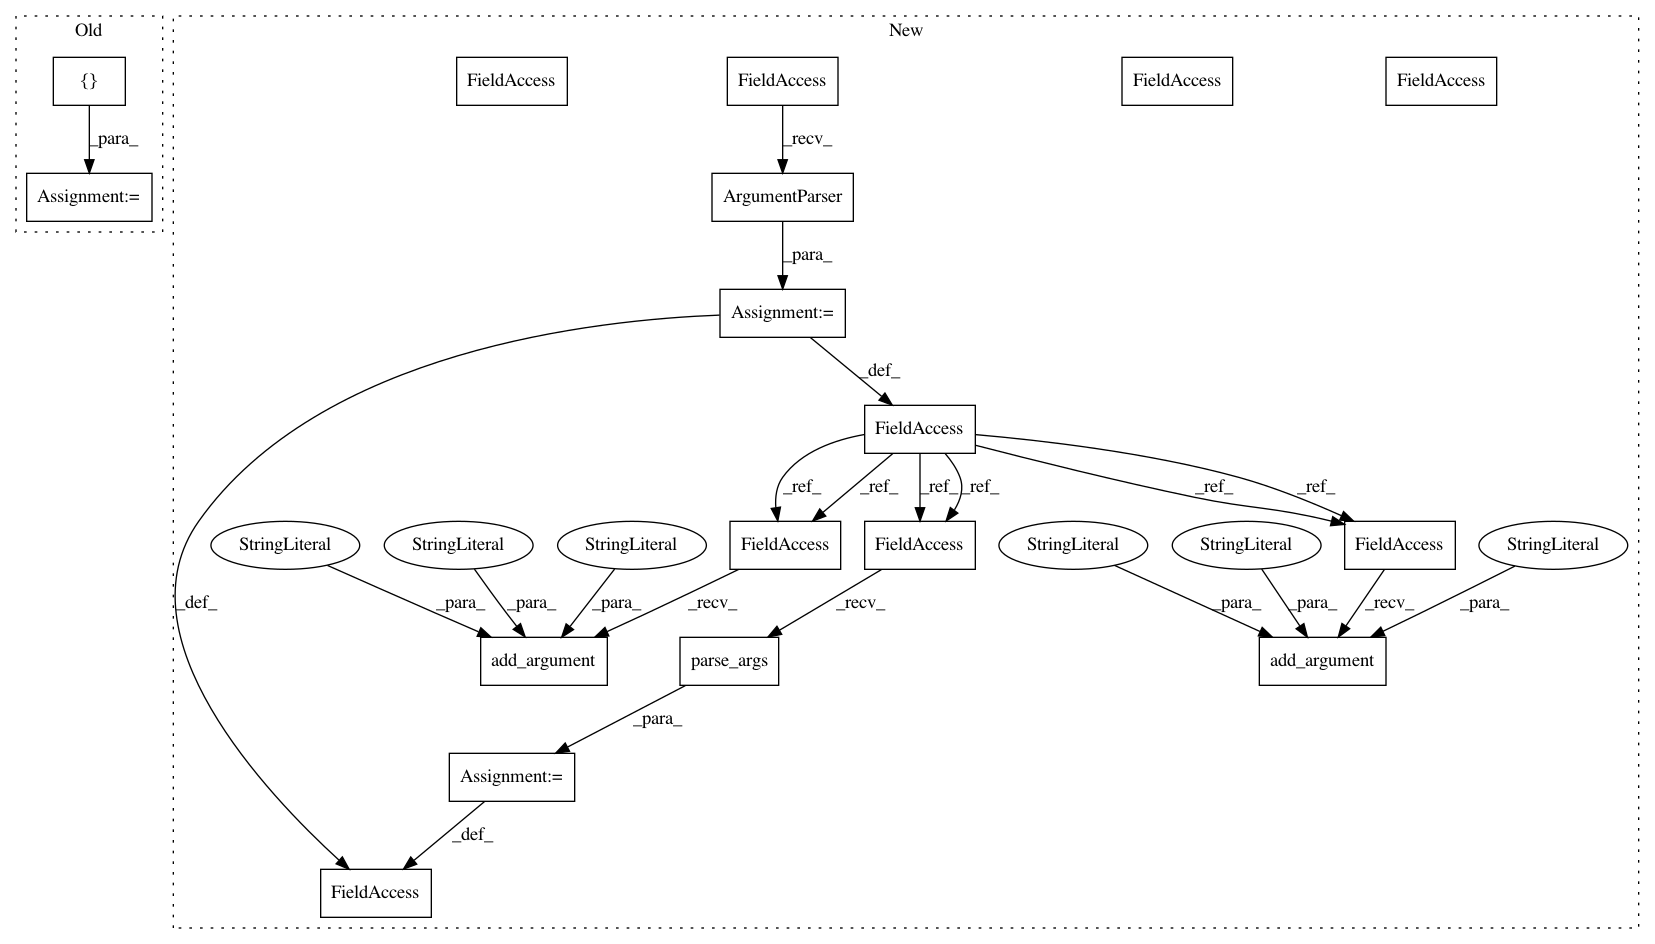 Old
New
{}
FieldAccess
FieldAccess
FieldAccess
FieldAccess
_para_
_recv_
Assignment:=
ArgumentParser
_para_
Assignment:=
_def_
FieldAccess
_ref_
_ref_
_ref_
_ref_
_ref_
_ref_
StringLiteral
StringLiteral
StringLiteral
FieldAccess
FieldAccess
StringLiteral
StringLiteral
FieldAccess
StringLiteral
_def_
_para_
_para_
_para_
_recv_
_recv_
_para_
_para_
_recv_
_para_
add_argument
parse_args
add_argument
_para_
Assignment:=
_def_
FieldAccess